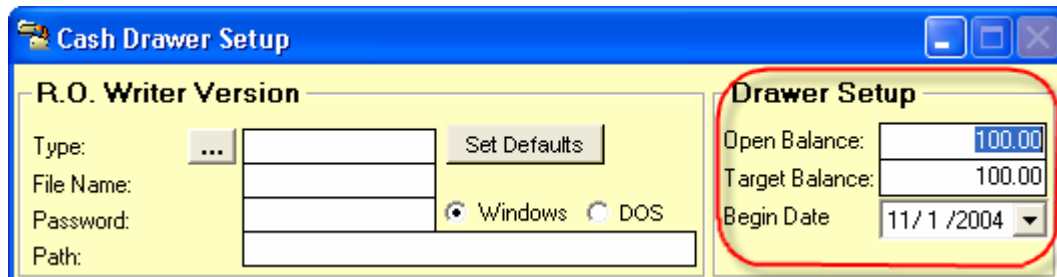 Cash Drawer Setup
R.O. Writer Version
Type: ...
Set Defaults
File Name:
Password:
Windows DOS
Path:
Drawer Setup
Open Balance: 100.00
Target Balance: 100.00
Begin Date 11/ 1 /2004